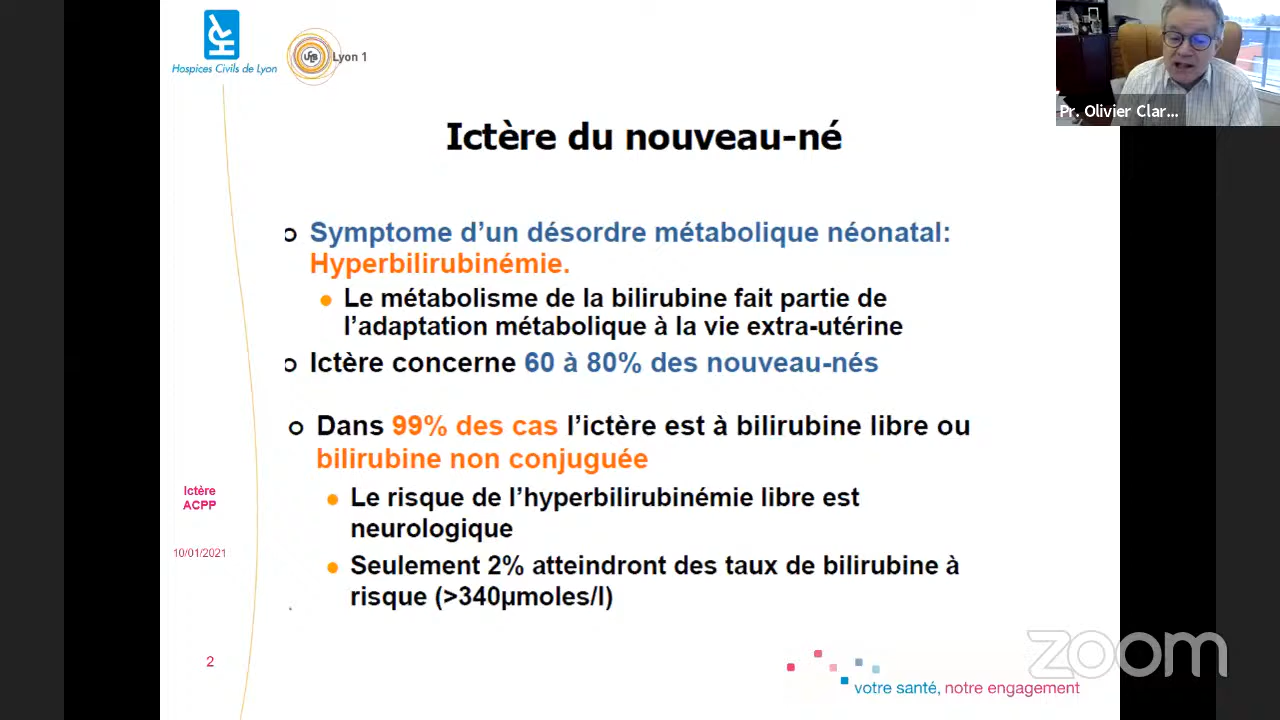 Hospices Civils de Lyon
Lyon 1
Pr. Olivier Clar...
Ictère du nouveau-né
Symptome d'un désordre métabolique néonatal:
Hyperbilirubinémie.
Le métabolisme de la bilirubine fait partie de
l'adaptation métabolique à la vie extra-utérine
Ictère concerne 60 à 80% des nouveau-nés
Dans 99% des cas l'ictère est à bilirubine libre ou
bilirubine non conjuguée
Le risque de l'hyperbilirubinémie libre est
neurologique
Seulement 2% atteindront des taux de bilirubine à
risque (>340µmoles/l)
Ictère
ACPP
10/01/2021
2
zoom
votre santé, notre engagement